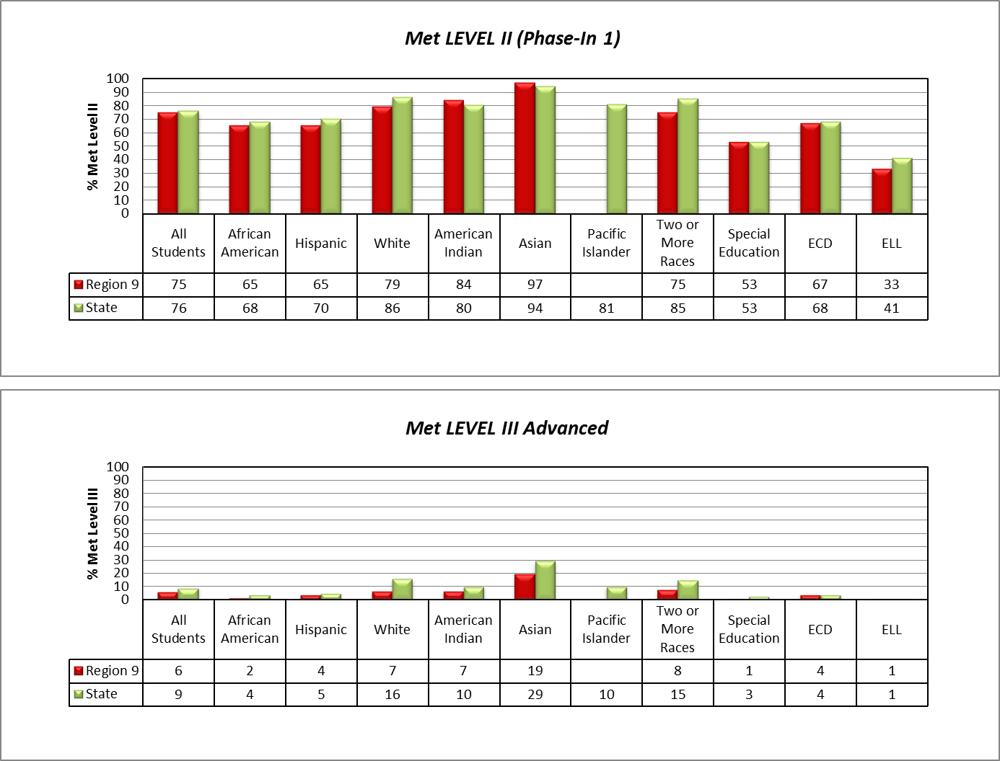 Met LEVEL II (Phase-In 1)
% Met Level II
100
90
80
70
60
50
40
30
20
10
0
All Students
African American
Hispanic
White
American Indian
Asian
Pacific Islander
Two or More Races
Special Education
ECD
ELL
Region 9 75 65 65 79 84 97 75 53 67 33
State 76 68 70 86 80 94 81 85 53 68 41
Met LEVEL III Advanced
% Met Level III
100
90
80
70
60
50
40
30
20
10
0
All Students
African American
Hispanic
White
American Indian
Asian
Pacific Islander
Two or More Races
Special Education
ECD
ELL
Region 9 6 2 4 7 7 19 8 1 4 1
State 9 4 5 16 10 29 10 15 3 4 1